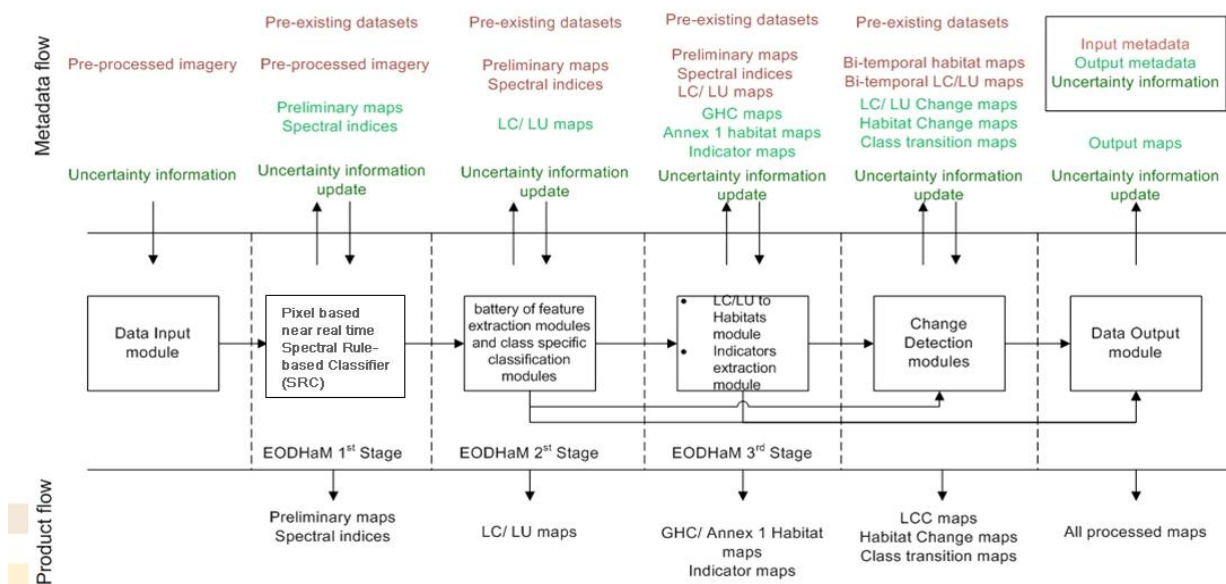 Metadata flow
Pre-processed imagery
Uncertainty information
Pre-existing datasets
Pre-processed imagery
Preliminary maps
Spectral indices
Uncertainty information
update
Pre-existing datasets
Preliminary maps
Spectral indices
LC/ LU maps
Uncertainty information
update
Pre-existing datasets
Preliminary maps
Spectral indices
LC/ LU maps
GHC maps
Annex 1 habitat maps
Indicator maps
Uncertainty information
update
Pre-existing datasets
Bi-temporal habitat maps
Bi-temporal LC/LU maps
LC/ LU Change maps
Habitat Change maps
Class transition maps
Uncertainty information
update
Input metadata
Output metadata
Uncertainty information
Output maps
Uncertainty information
update
Data Input
module
Pixel based
near real time
Spectral Rule-
based Classifier
(SRC)
battery of feature
extraction modules
and class specific
classification
modules
• LC/LU to
Habitats
module
• Indicators
extraction
module
Change
Detection
modules
Data Output
module
EODHaM 1st Stage
EODHaM 2st Stage
EODHaM 3rd Stage
Product flow
Preliminary maps
Spectral indices
LC/ LU maps
GHC/ Annex 1 Habitat
maps
Indicator maps
LCC maps
Habitat Change maps
Class transition maps
All processed maps